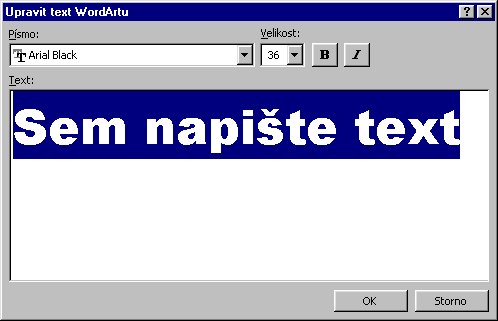 Upravit text WordArtu
Písmo:
Velikost:
Arial Black
36
B
I
Text:
Sem napište text
OK
Storno